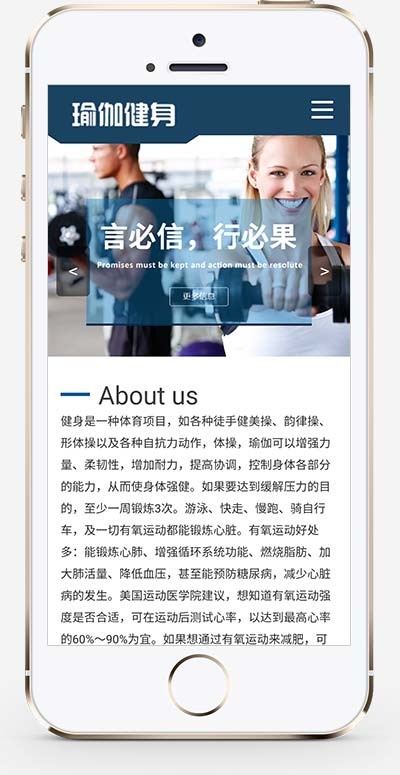 瑜伽健身
言必信，行必果
Promises must be kept and action must be resolute
<
>
更多信息
About us
健身是一种体育项目，如各种徒手健美操、韵律操、
形体操以及各种自抗力动作，体操，瑜伽可以增强力
量、柔韧性，增加耐力，提高协调，控制身体各部分
的能力，从而使身体强健。如果要达到缓解压力的目
的，至少一周锻炼3次。游泳、快走、慢跑、骑自行
车，及一切有氧运动都能锻炼心脏。有氧运动好处
多：能锻炼心肺、增强循环系统功能、燃烧脂肪、加
大肺活量、降低血压，甚至能预防糖尿病，减少心脏
病的发生。美国运动医学院建议，想知道有氧运动强
度是否合适，可在运动后测试心率，以达到最高心率
的60%～90%为宜。如果想通过有氧运动来减肥，可